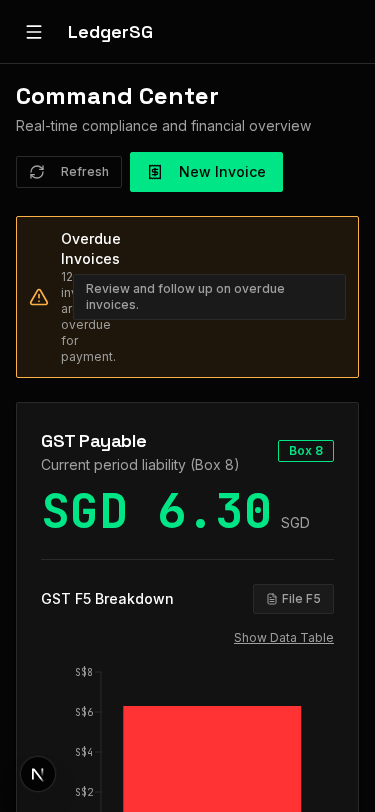 LedgerSG
Command Center
Real-time compliance and financial overview
Refresh
New Invoice
Overdue
Invoices
12
Review and follow up on overdue
invoices.
overdue
for
payment.
GST Payable
Current period liability (Box 8)
Box 8
SGD 6.30 SGD
GST F5 Breakdown
File F5
Show Data Table
S$8
S$6
S$4
S$2
N